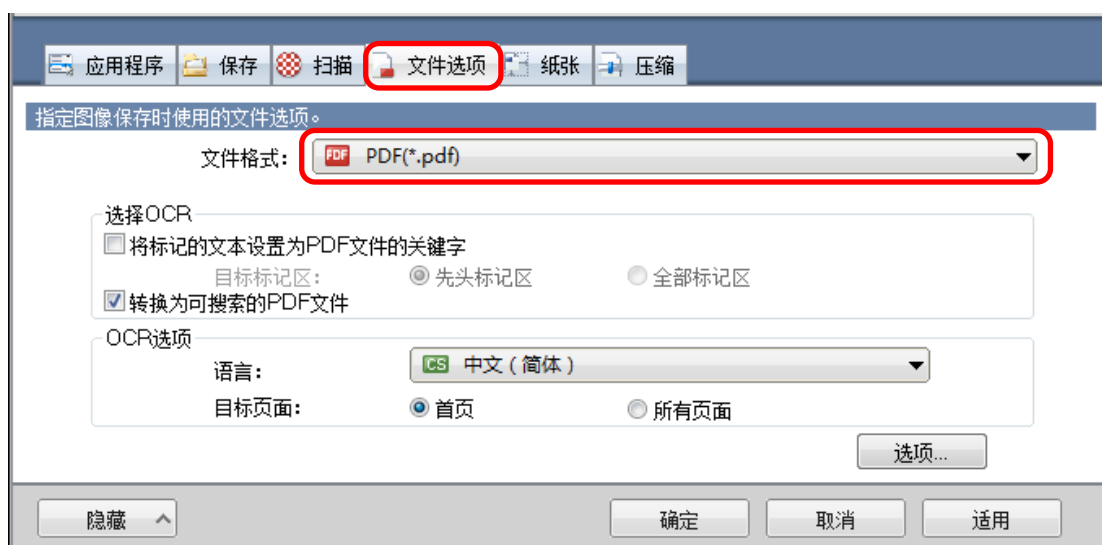 应用程序 保存 扫描 文件选项 纸张 压缩
指定图像保存时使用的文件选项。
文件格式： PDF PDF(*.pdf)
选择OCR
将标记的文本设置为PDF文件的关键字
目标标记区： 先头标记区 全部标记区
转换为可搜索的PDF文件
OCR选项
语言： CS 中文（简体）
目标页面： 首页 所有页面
选项...
隐藏 确定 取消 适用